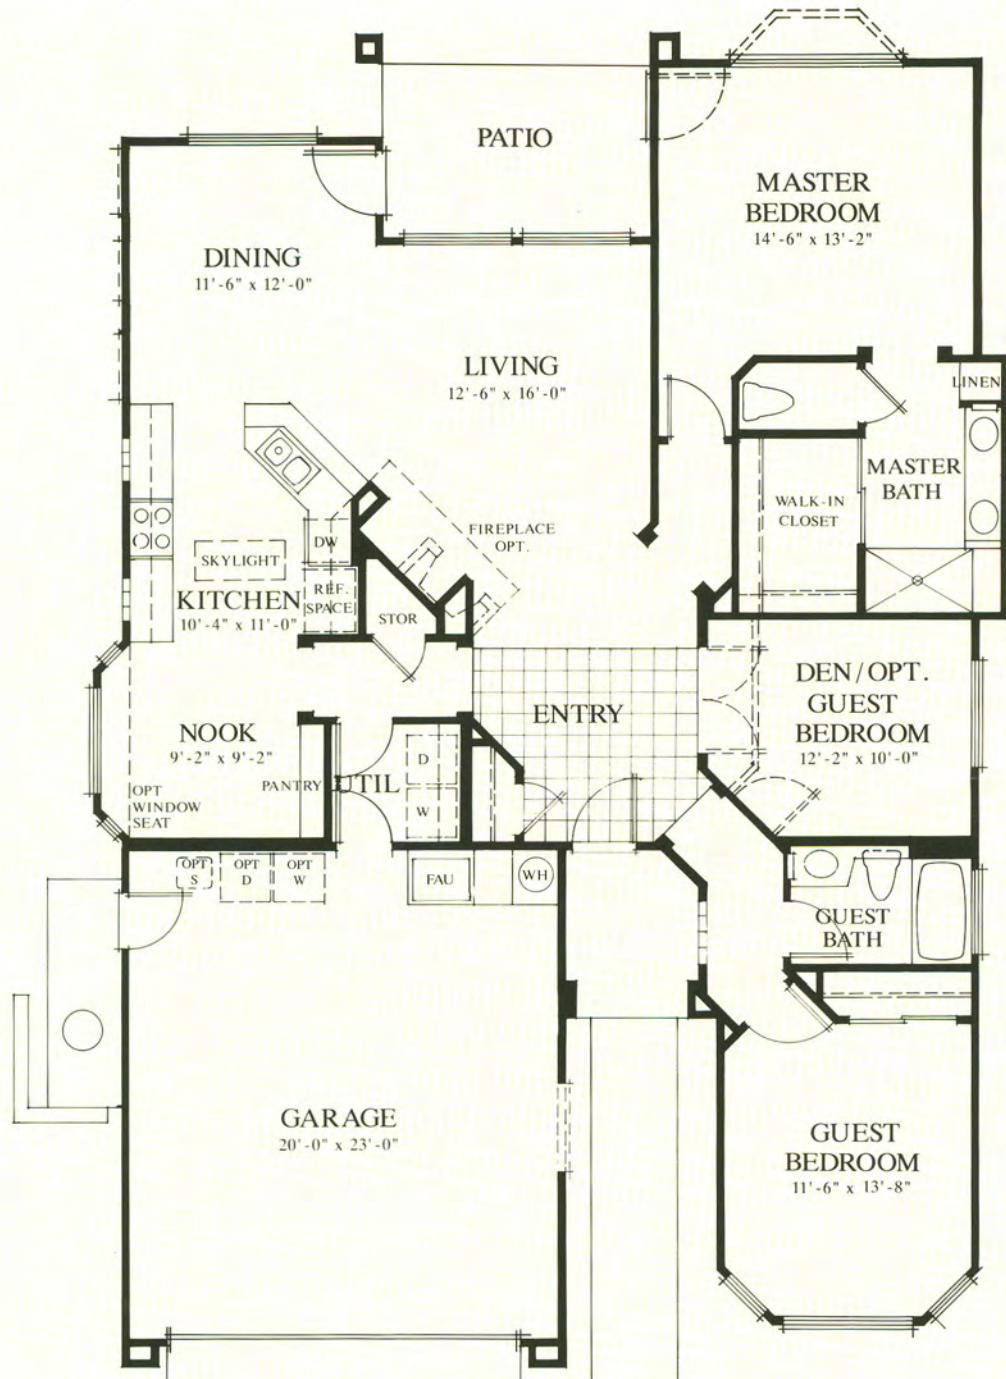 PATIO
MASTER
BEDROOM
14'-6" x 13'-2"
DINING
11'-6" x 12'-0"
LIVING
12'-6" x 16'-0"
LINEN
MASTER
BATH
WALK-IN
CLOSET
FIREPLACE
OPT.
DW
SKYLIGHT
REF.
SPACE
KITCHEN
10'-4" x 11'-0"
STOR
DEN/OPT.
GUEST
BEDROOM
12'-2" x 10'-0"
ENTRY
NOOK
9'-2" x 9'-2"
D
UTIL
PANTRY
W
OPT
WINDOW
SEAT
OPT
S
OPT
D
OPT
W
FAU
WH
GUEST
BATH
GARAGE
20'-0" x 23'-0"
GUEST
BEDROOM
11'-6" x 13'-8"